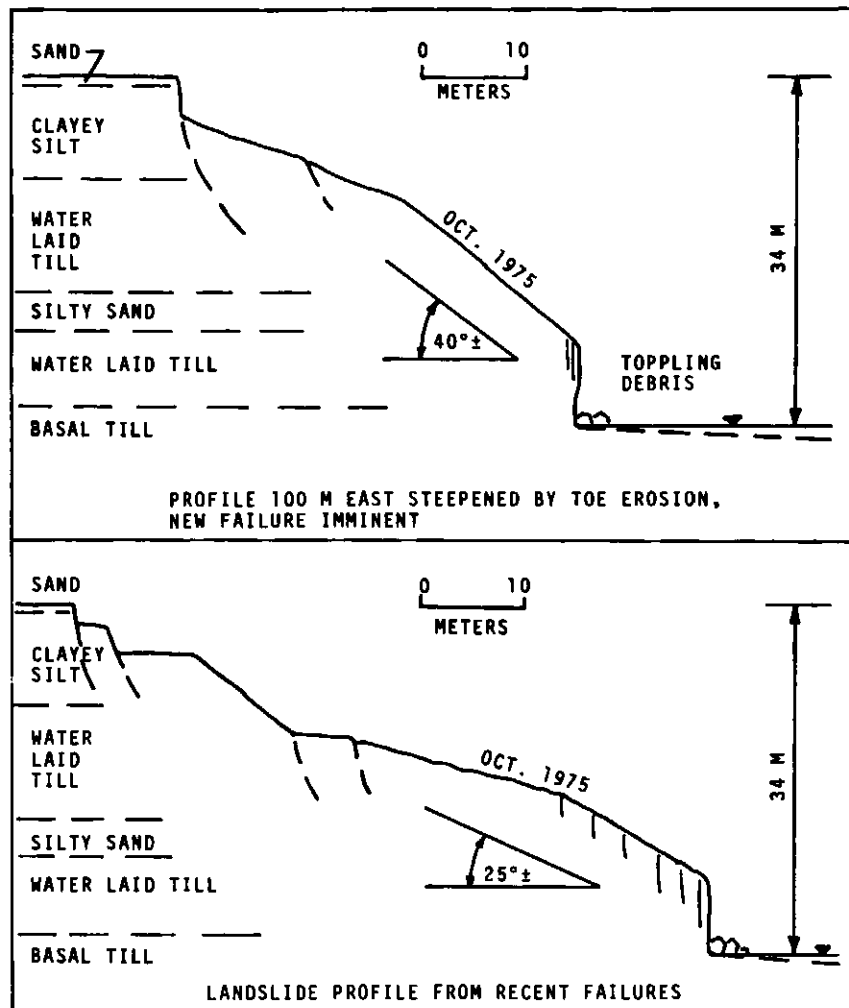 SAND
0 10
METERS
CLAYEY
SILT
WATER
LAID
TILL
OCT. 1975
34 M
SILTY SAND
40°±
WATER LAID TILL
TOPPLING
DEBRIS
BASAL TILL
PROFILE 100 M EAST STEEPENED BY TOE EROSION,
NEW FAILURE IMMINENT
SAND
0 10
METERS
CLAYEY
SILT
WATER
LAID
TILL
OCT. 1975
34 M
SILTY SAND
WATER LAID TILL
25°±
BASAL TILL
LANDSLIDE PROFILE FROM RECENT FAILURES